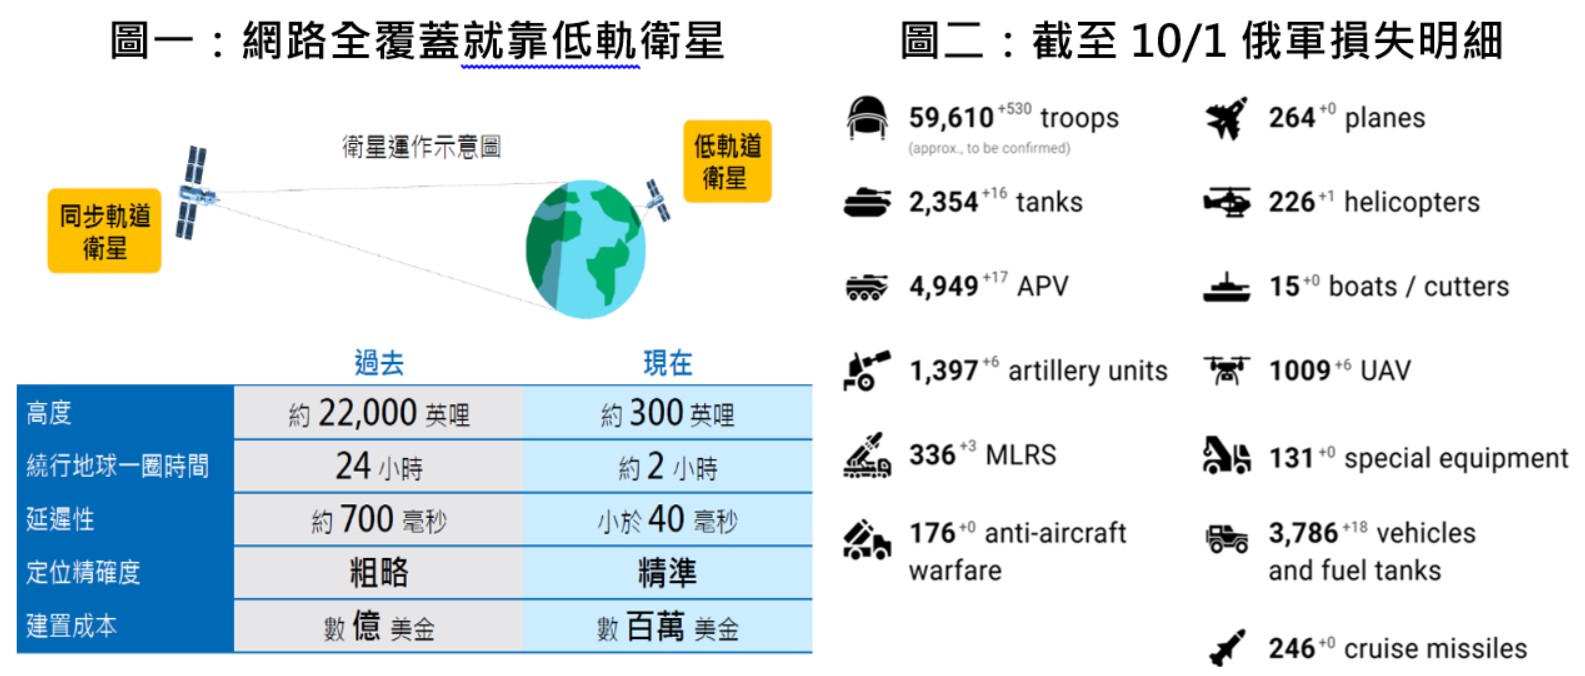 圖一：網路全覆蓋就靠低軌衛星
衛星運作示意圖
低軌道
衛星
同步軌道
衛星
過去 現在
高度 約 22,000 英哩 約 300 英哩
繞行地球一圈時間 24 小時 約 2 小時
延遲性 約 700 毫秒 小於 40 毫秒
定位精確度 粗略 精準
建置成本 數 億 美金 數 百萬 美金
圖二：截至 10/1 俄軍損失明細
59,610 +530 troops
(approx., to be confirmed)
2,354 +16 tanks
4,949 +17 APV
1,397 +6 artillery units
336 +3 MLRS
176 +0 anti-aircraft
warfare
264 +0 planes
226 +1 helicopters
15 +0 boats / cutters
1009 +6 UAV
131 +0 special equipment
3,786 +18 vehicles
and fuel tanks
246 +0 cruise missiles